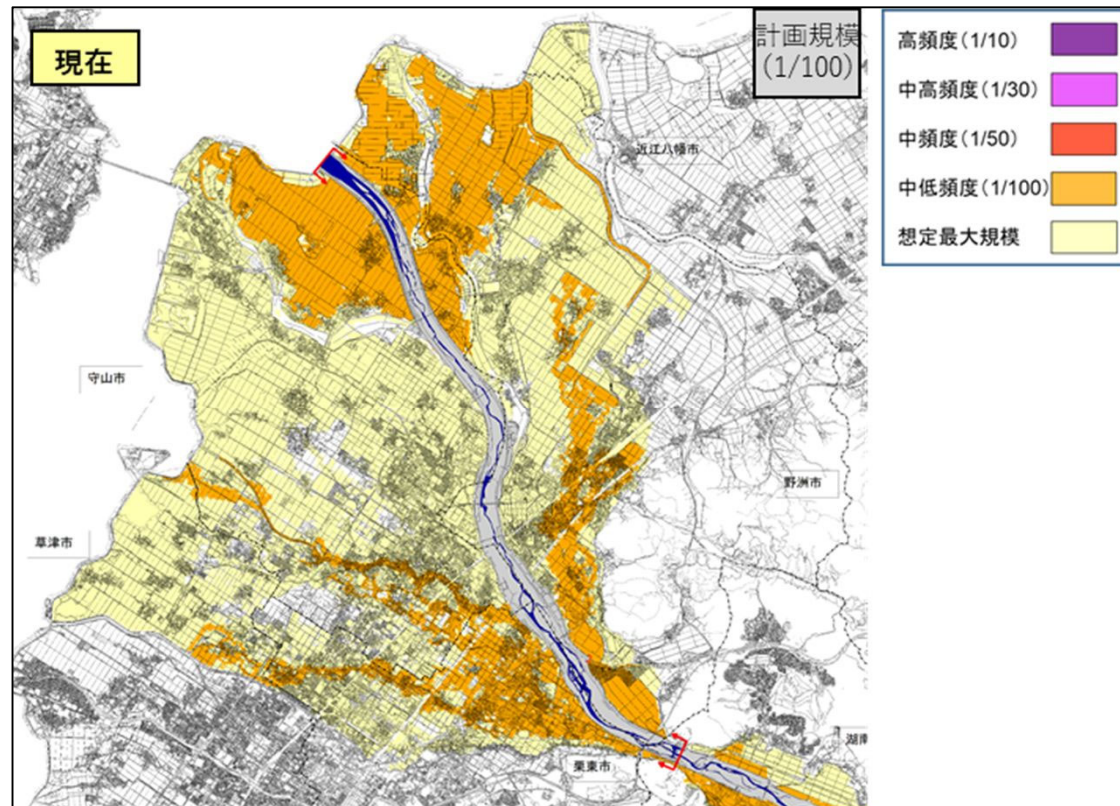 現在
計画規模
(1/100)
高頻度(1/10)
中高頻度(1/30)
中頻度(1/50)
中低頻度(1/100)
想定最大規模
近江八幡市
守山市
野洲市
草津市
湖南
栗東市